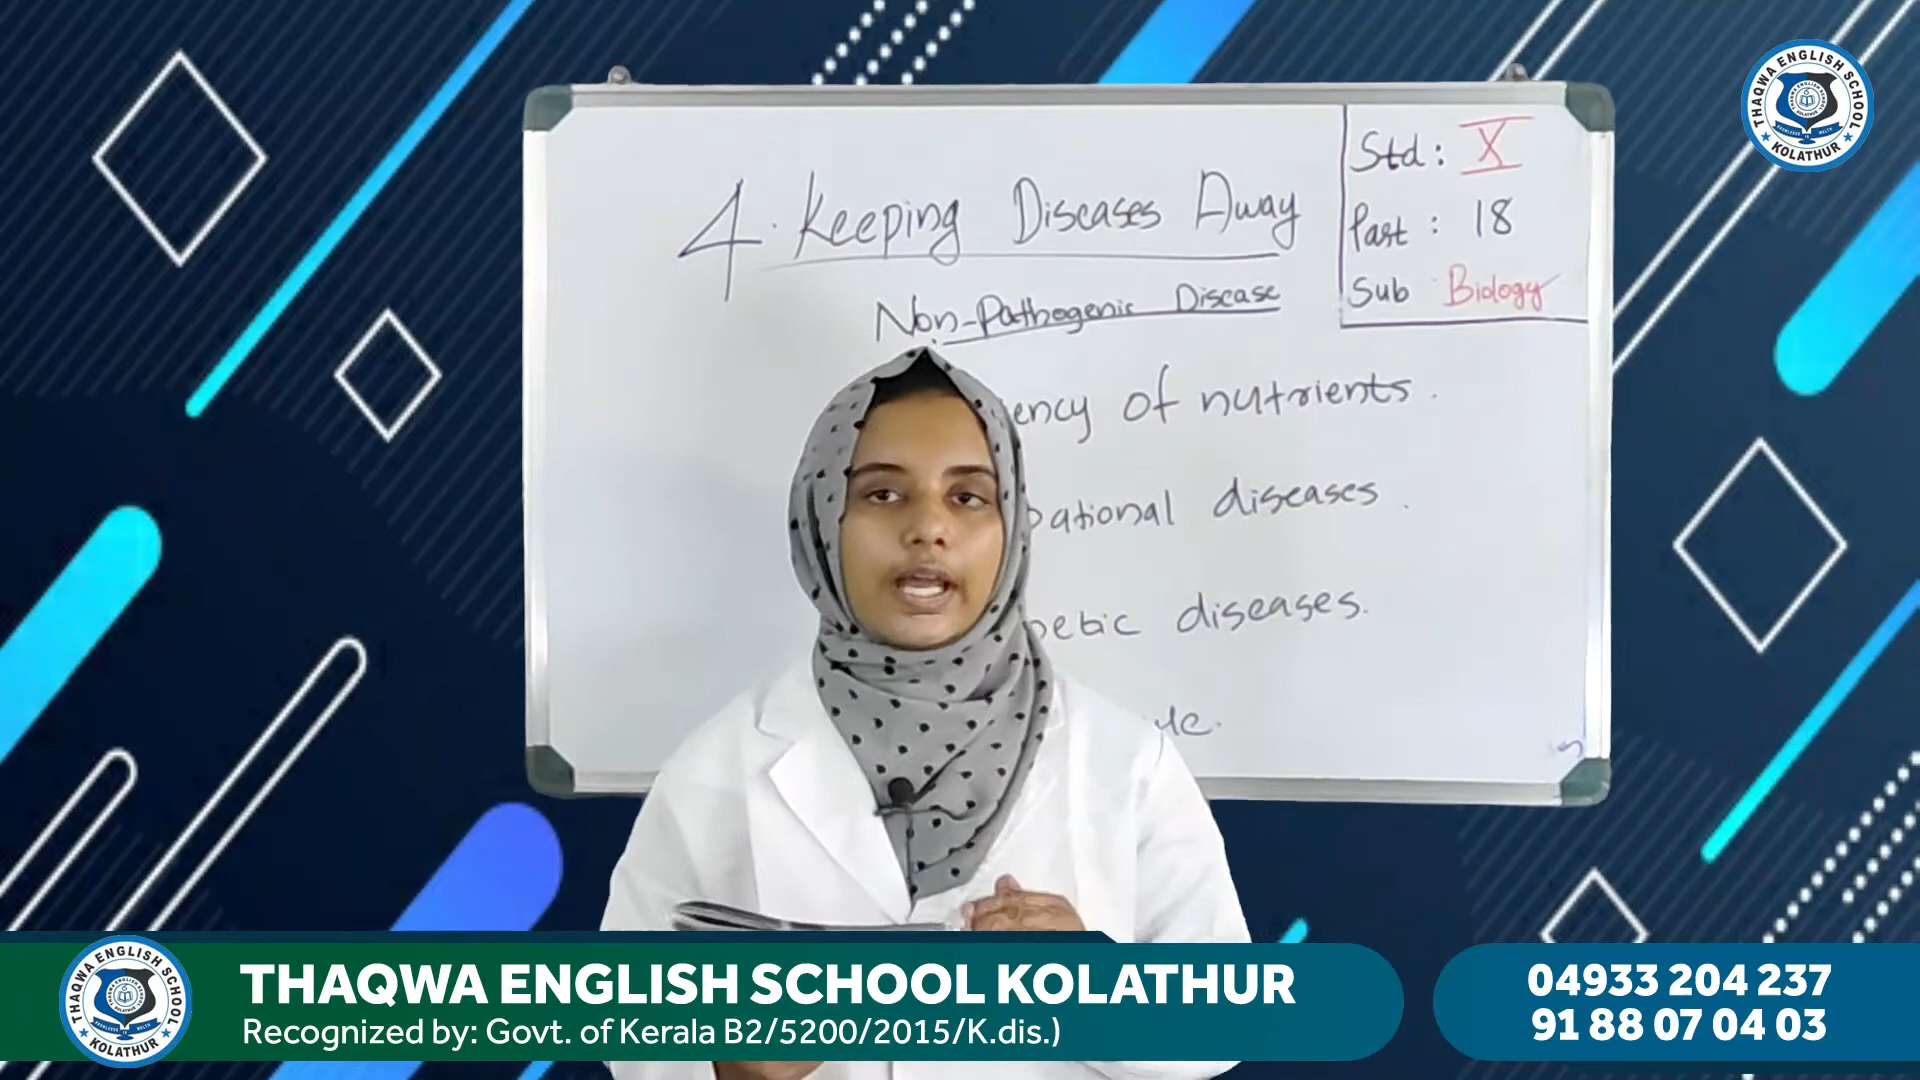 THAQWA ENGLISH SCHOOL
KOLATHUR
Std: X
Part: 18
Sub Biology
4. Keeping Diseases Away
Non-Pathogenic Disease
ency of nutrients.
pational diseases.
netic diseases.
THAQWA ENGLISH SCHOOL
KOLATHUR
THAQWA ENGLISH SCHOOL KOLATHUR
Recognized by: Govt. of Kerala B2/5200/2015/K.dis.)
04933 204 237
91 88 07 04 03